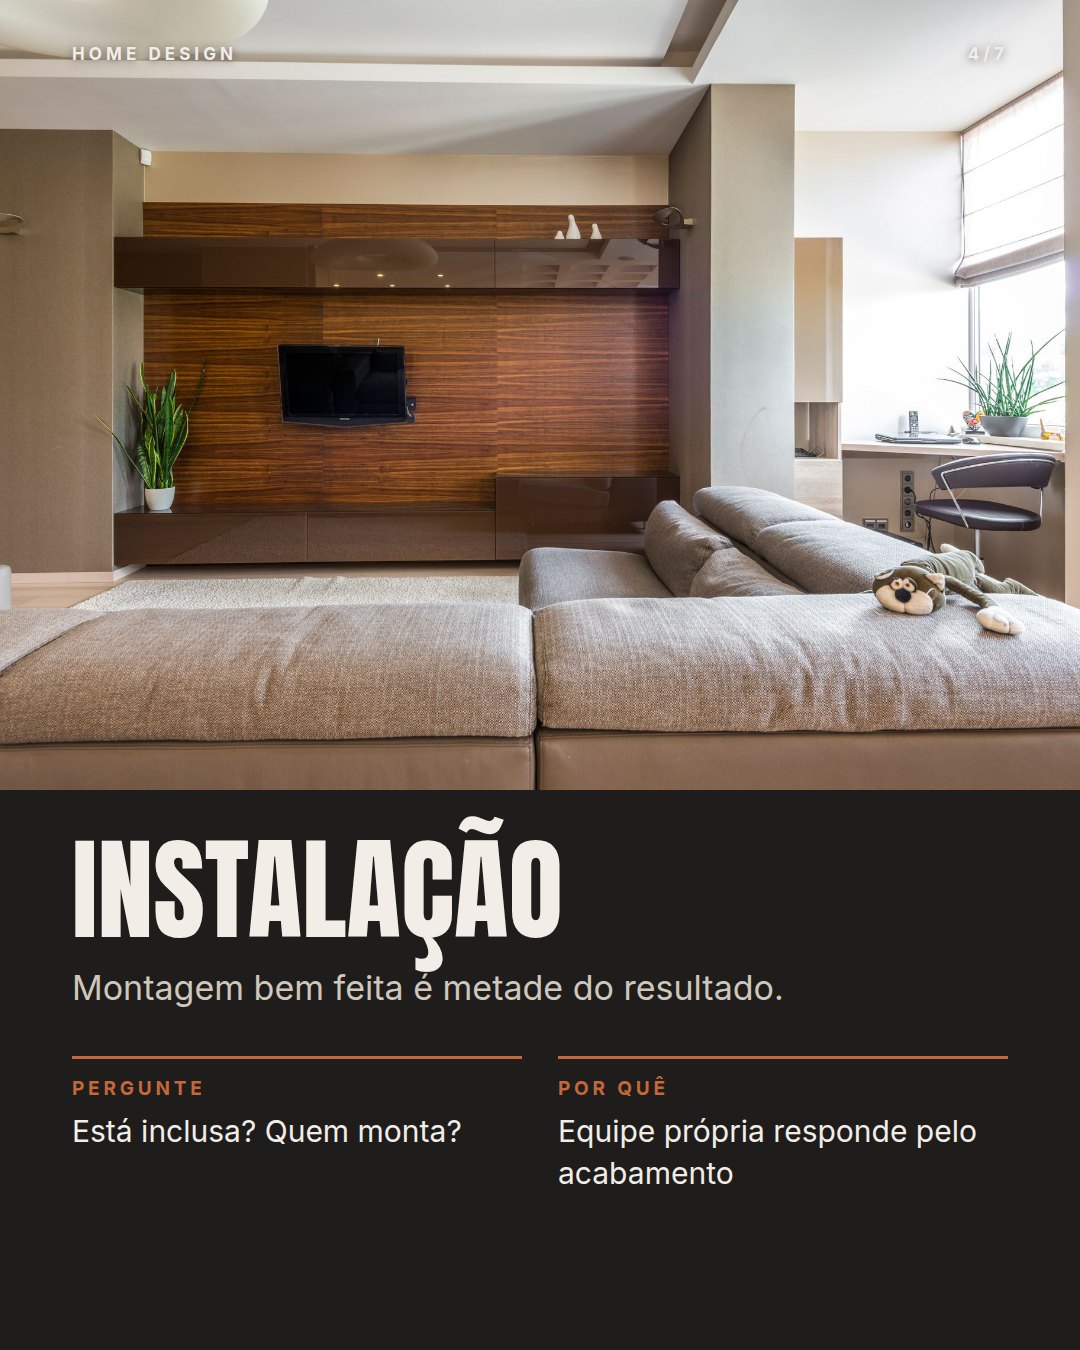 HOME DESIGN
4/7
INSTALAÇÃO
Montagem bem feita é metade do resultado.
PERGUNTE
Está inclusa? Quem monta?
POR QUÊ
Equipe própria responde pelo
acabamento